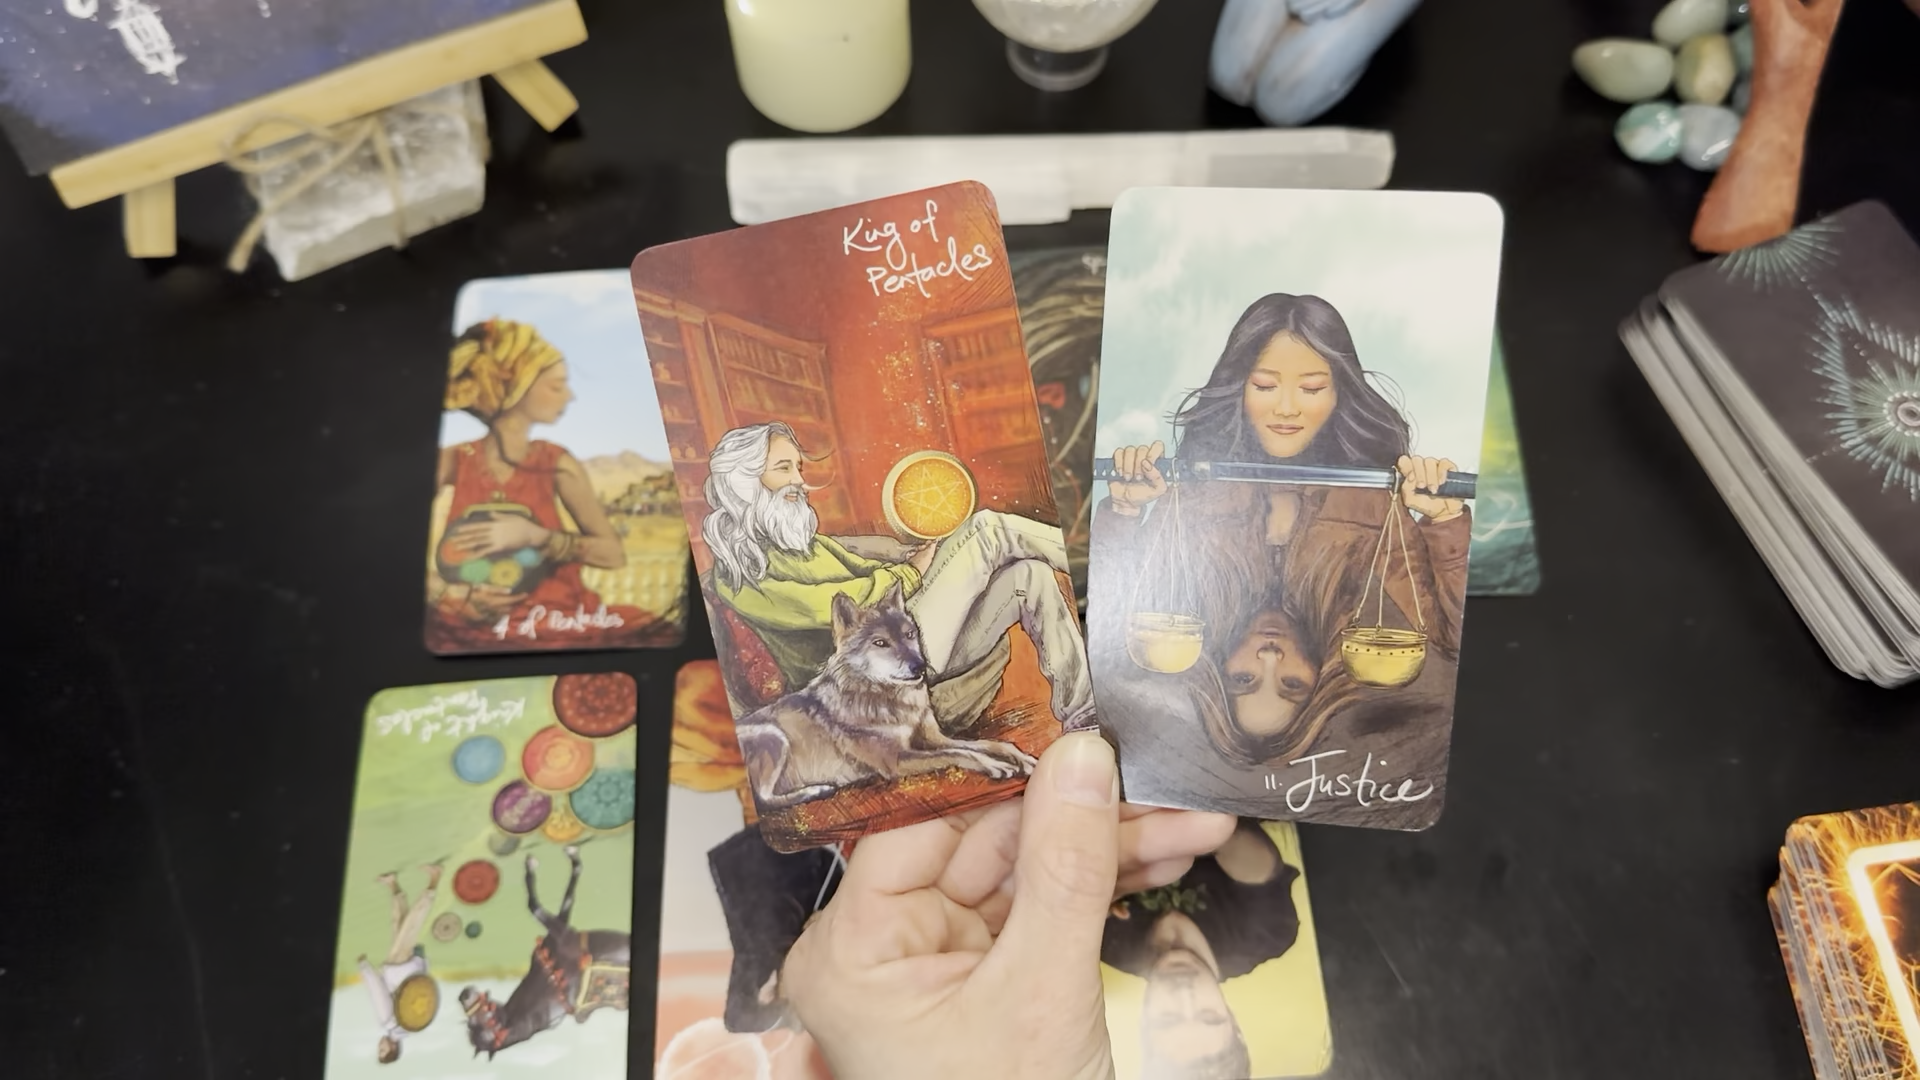 King of
Pentacles
11. Justice
4 of Pentacles
Knight of
Pentacles